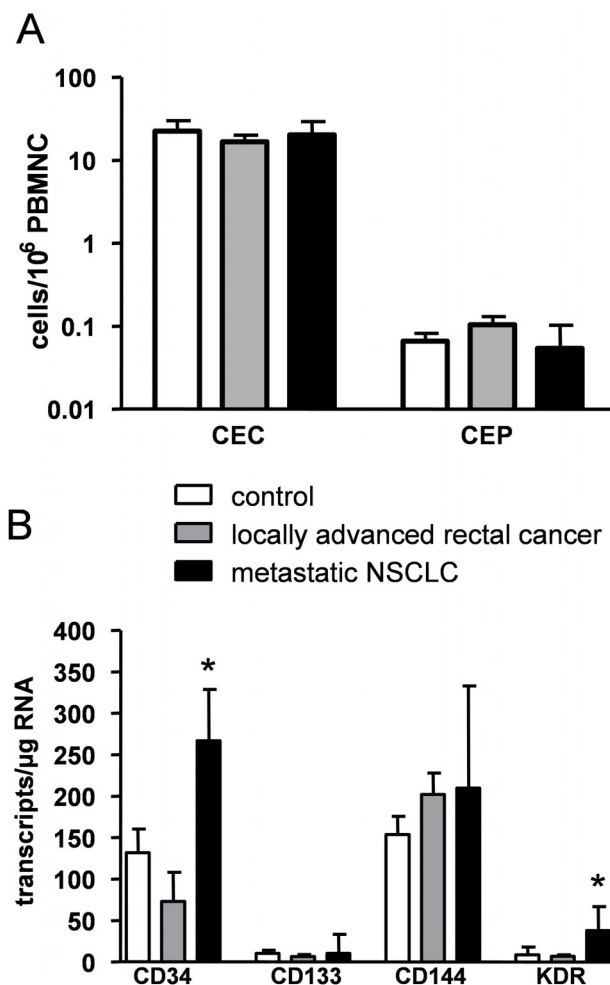 A
cells/10⁶ PBMNC
100
10
1
0.1
0.01
CEC CEP
control
locally advanced rectal cancer
metastatic NSCLC
B
transcripts/µg RNA
400
350
300
250
200
150
100
50
0
*
*
CD34 CD133 CD144 KDR